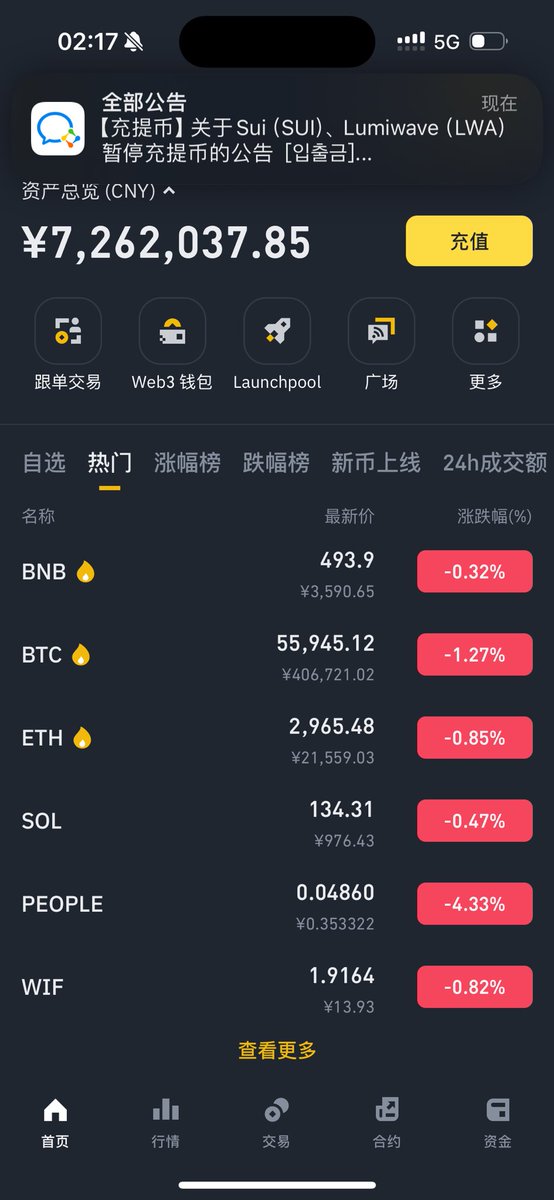 02:17
5G
全部公告
现在
【充提币】关于Sui（SUI）、Lumiwave（LWA）
暂停充提币的公告 [입출금]...
资产总览 (CNY)
¥7,262,037.85
充值
跟单交易
Web3 钱包
Launchpool
广场
更多
自选 热门 涨幅榜 跌幅榜 新币上线 24h成交额
名称 最新价 涨跌幅(%)
BNB 493.9 -0.32%
¥3,590.65
BTC 55,945.12 -1.27%
¥406,721.02
ETH 2,965.48 -0.85%
¥21,559.03
SOL 134.31 -0.47%
¥976.43
PEOPLE 0.04860 -4.33%
¥0.353322
WIF 1.9164 -0.82%
¥13.93
查看更多
首页 行情 交易 合约 资金